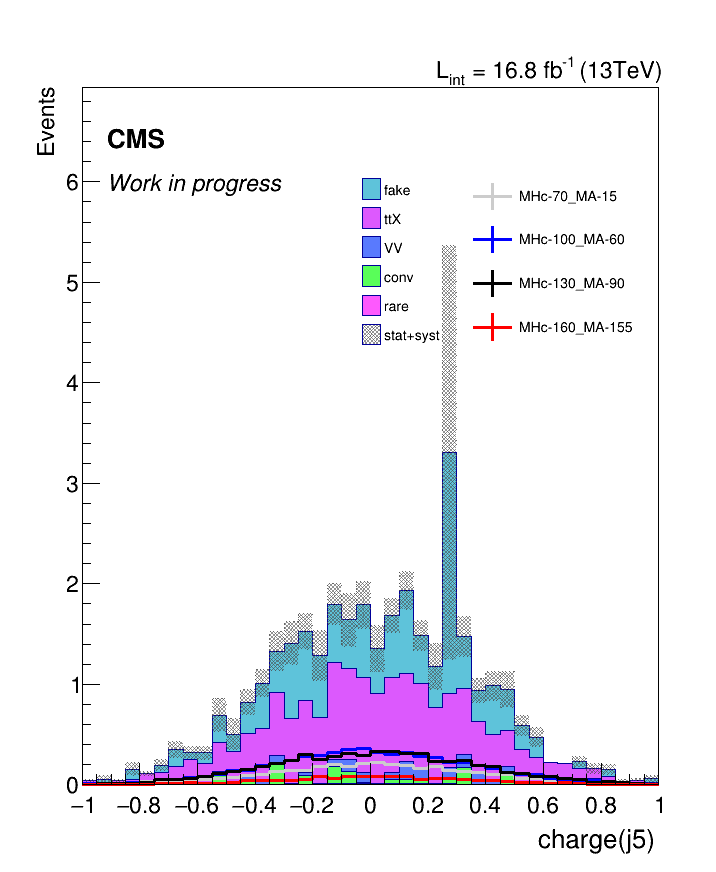 L_int = 16.8 fb^-1 (13TeV)
Events
CMS
Work in progress
fake
ttX
VV
conv
rare
stat+syst
MHc-70_MA-15
MHc-100_MA-60
MHc-130_MA-90
MHc-160_MA-155
6
5
4
3
2
1
0
−1 −0.8 −0.6 −0.4 −0.2 0 0.2 0.4 0.6 0.8 1
charge(j5)